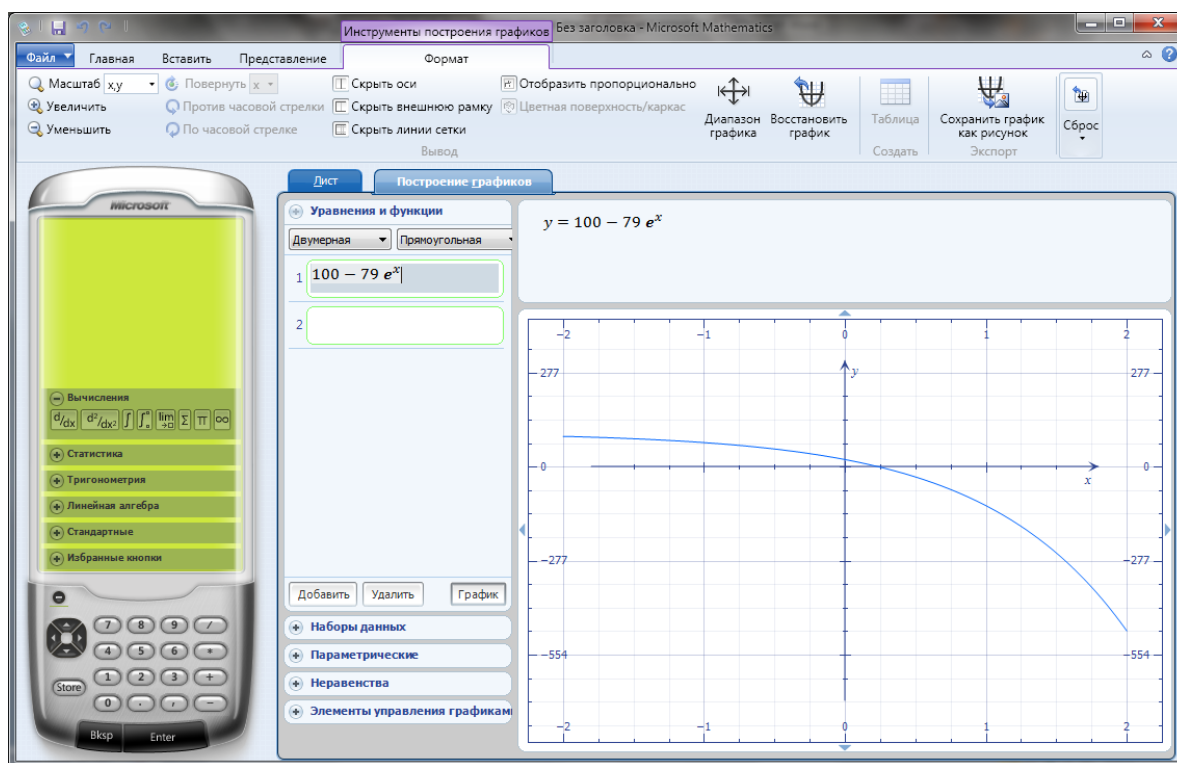 Инструменты построения графиков Без заголовка - Microsoft Mathematics
Файл Главная Вставить Представление Формат
Масштаб x,y Повернуть x Скрыть оси Отобразить пропорционально
Увеличить Против часовой стрелки Скрыть внешнюю рамку Цветная поверхность/каркас
Уменьшить По часовой стрелке Скрыть линии сетки
Диапазон графика
Восстановить график
Таблица
Сохранить график как рисунок
Сброс
Вывод Создать Экспорт
Microsoft
Лист Построение графиков
Уравнения и функции
Двумерная Прямоугольная
1 100 − 79 e^x
2
y = 100 − 79 e^x
Вычисления
d/dx d²/dx² ∫ ∫ lim Σ Π ∞
Статистика
Тригонометрия
Линейная алгебра
Стандартные
Избранные кнопки
7 8 9 /
4 5 6 *
Store 1 2 3 +
0 . , −
Bksp Enter
Добавить Удалить График
Наборы данных
Параметрические
Неравенства
Элементы управления графикам
−2 −1 0 1 2
y
277 277
0 0
x
−277 −277
−554 −554
−2 −1 0 1 2